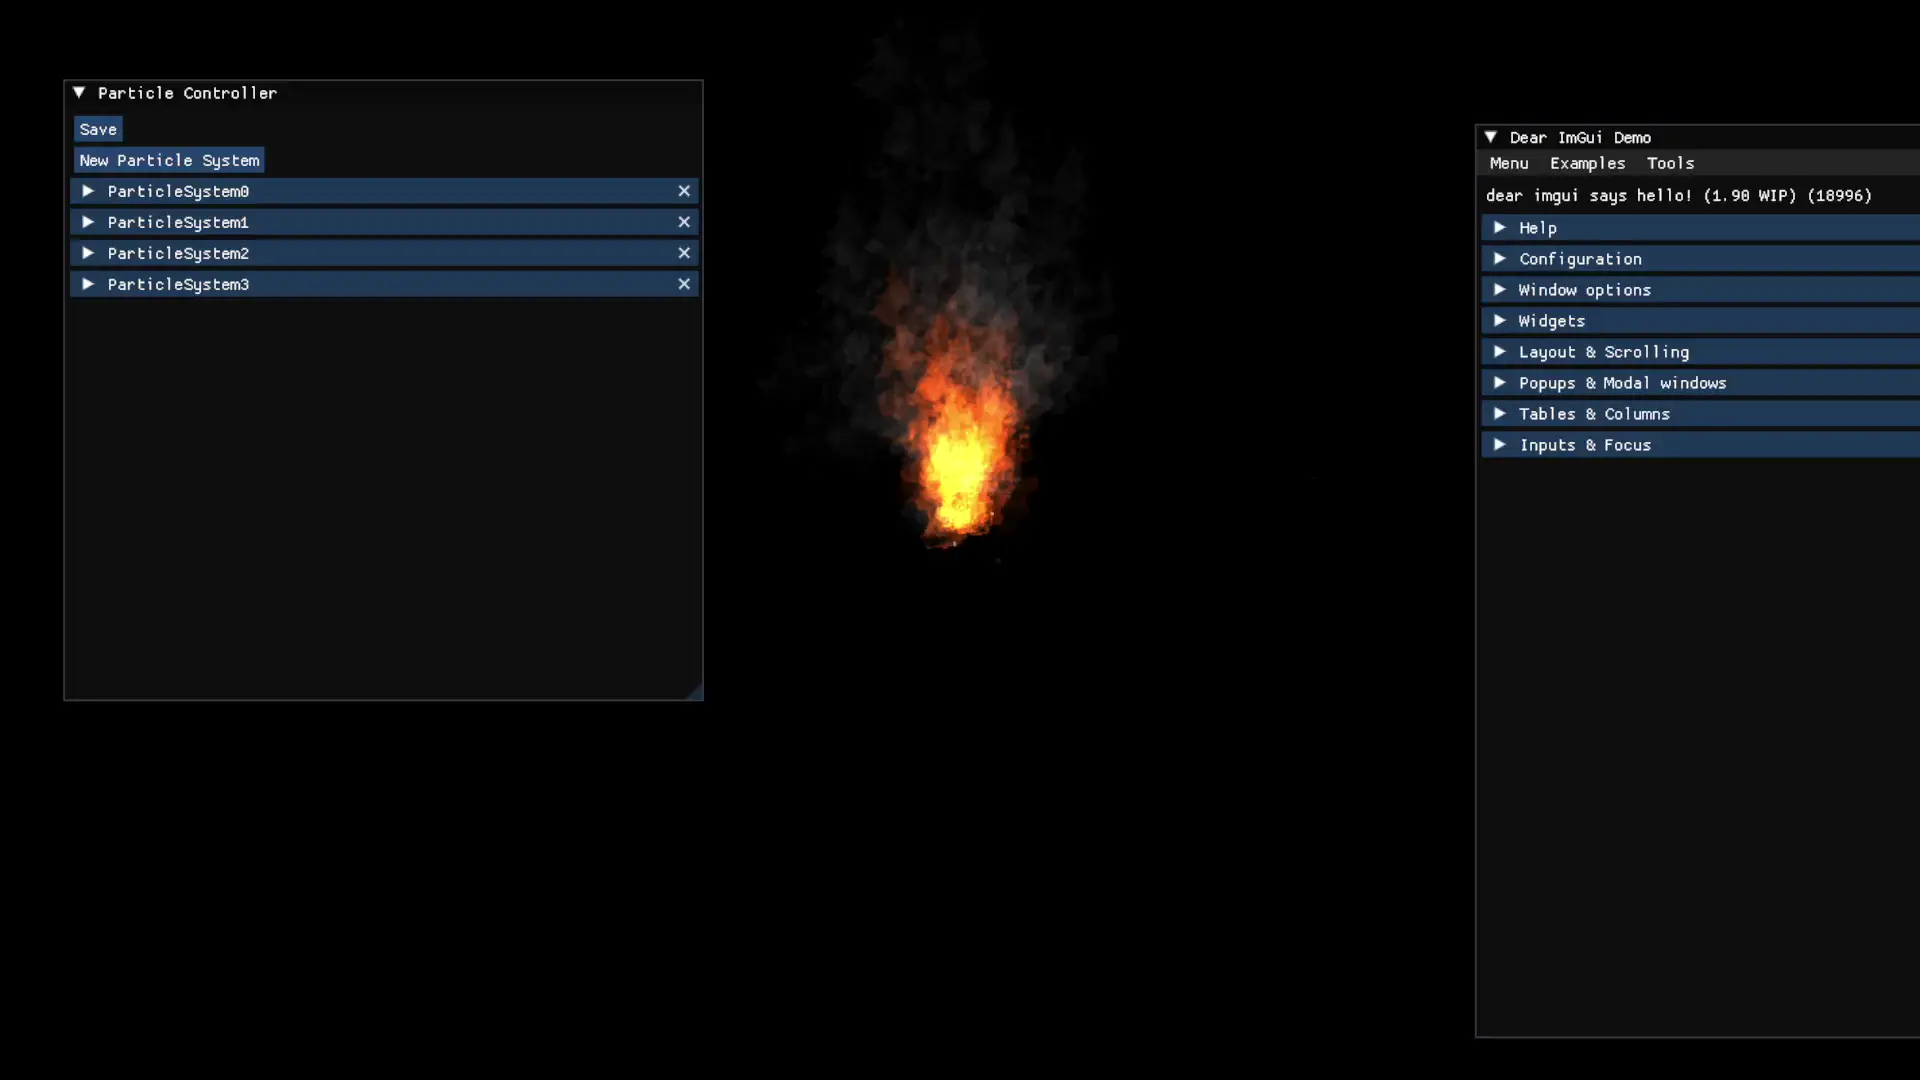 Particle Controller
Save
New Particle System
ParticleSystem0
ParticleSystem1
ParticleSystem2
ParticleSystem3
Dear ImGui Demo
Menu Examples Tools
dear imgui says hello! (1.90 WIP) (18996)
Help
Configuration
Window options
Widgets
Layout & Scrolling
Popups & Modal windows
Tables & Columns
Inputs & Focus